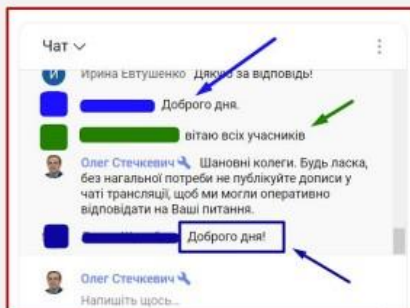 Чат
Ирина Евтушенко Дякую за відповідь!
Доброго дня.
вітаю всіх учасників
Олег Стечкевич Шановні колеги. Будь ласка,
без нагальної потреби не публікуйте дописи у
чаті трансляції, щоб ми могли оперативно
відповідати на Ваші питання.
Доброго дня!
Олег Стечкевич
Напишіть щось...